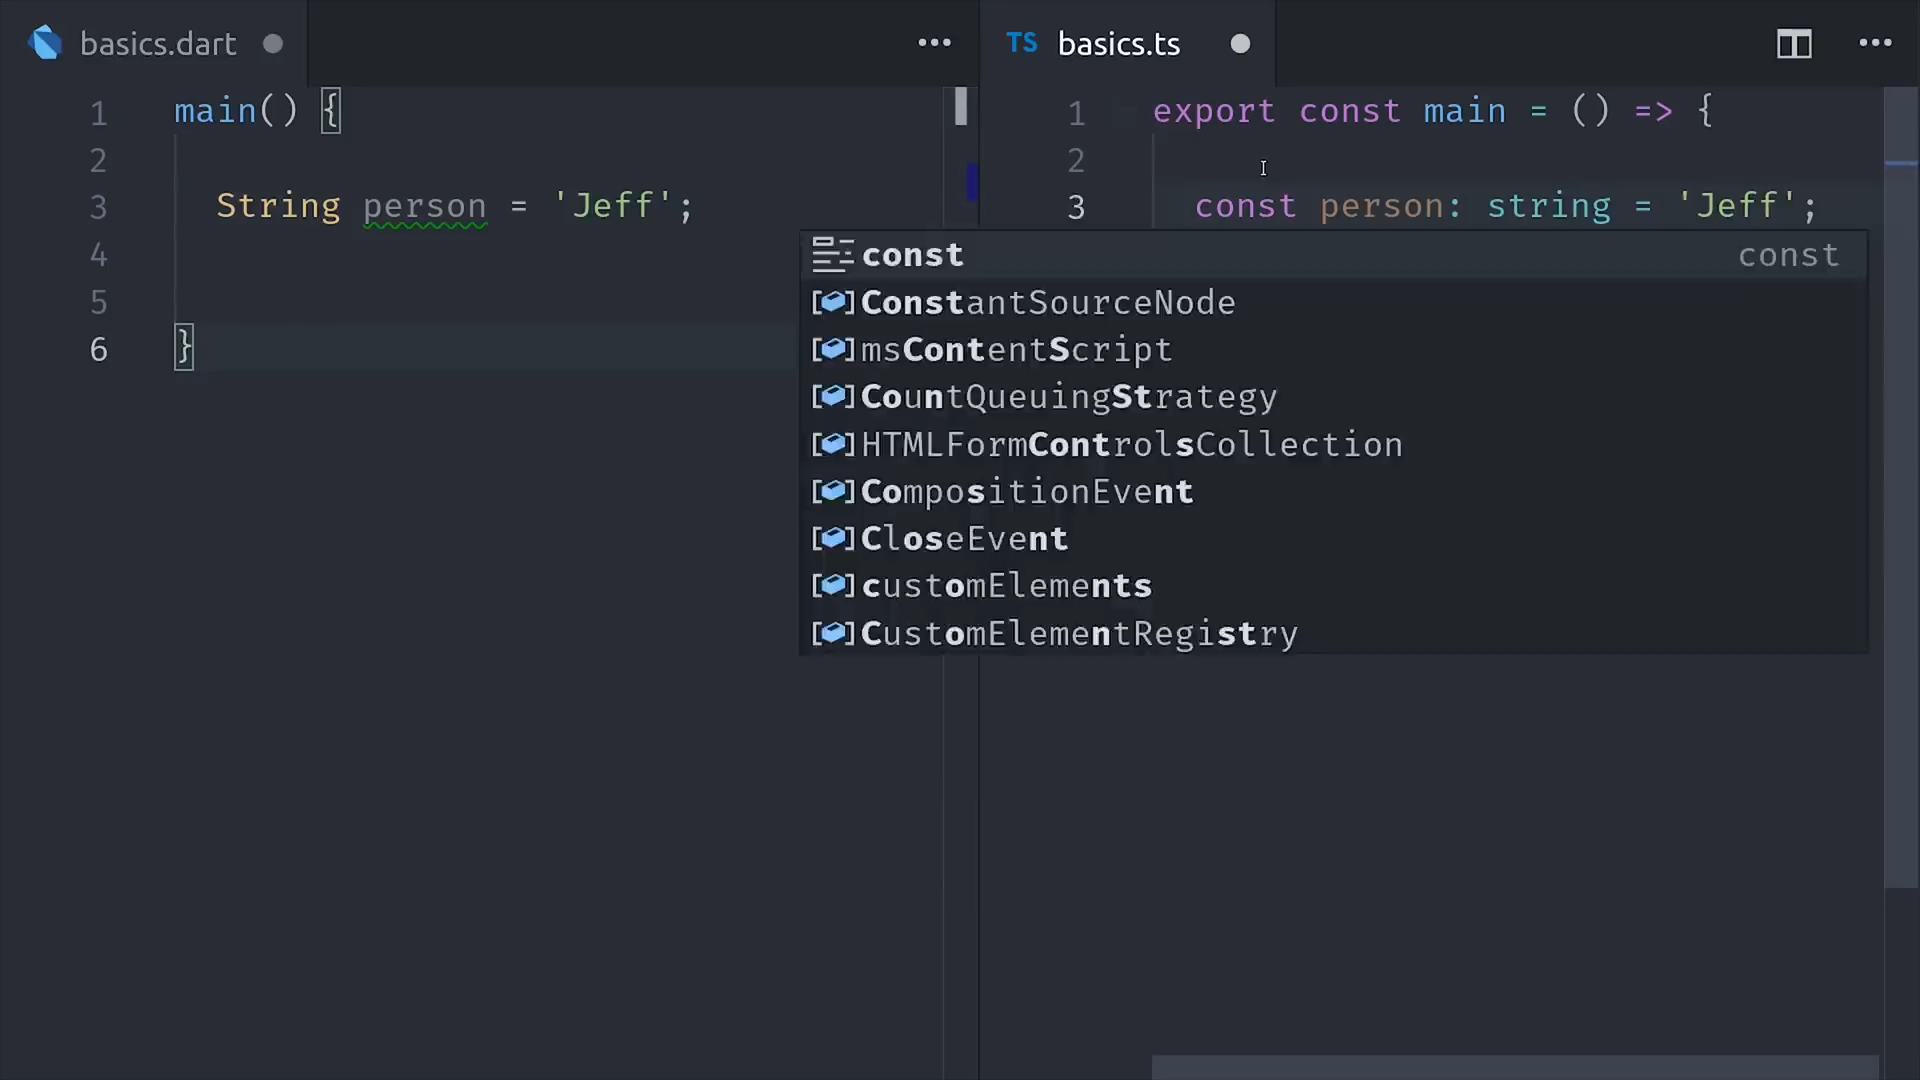 basics.dart
1 main() {
2
3 String person = 'Jeff';
4
5
6 }
TS basics.ts
1 export const main = () => {
2
3 const person: string = 'Jeff';
const const
ConstantSourceNode
msContentScript
CountQueuingStrategy
HTMLFormControlsCollection
CompositionEvent
CloseEvent
customElements
CustomElementRegistry